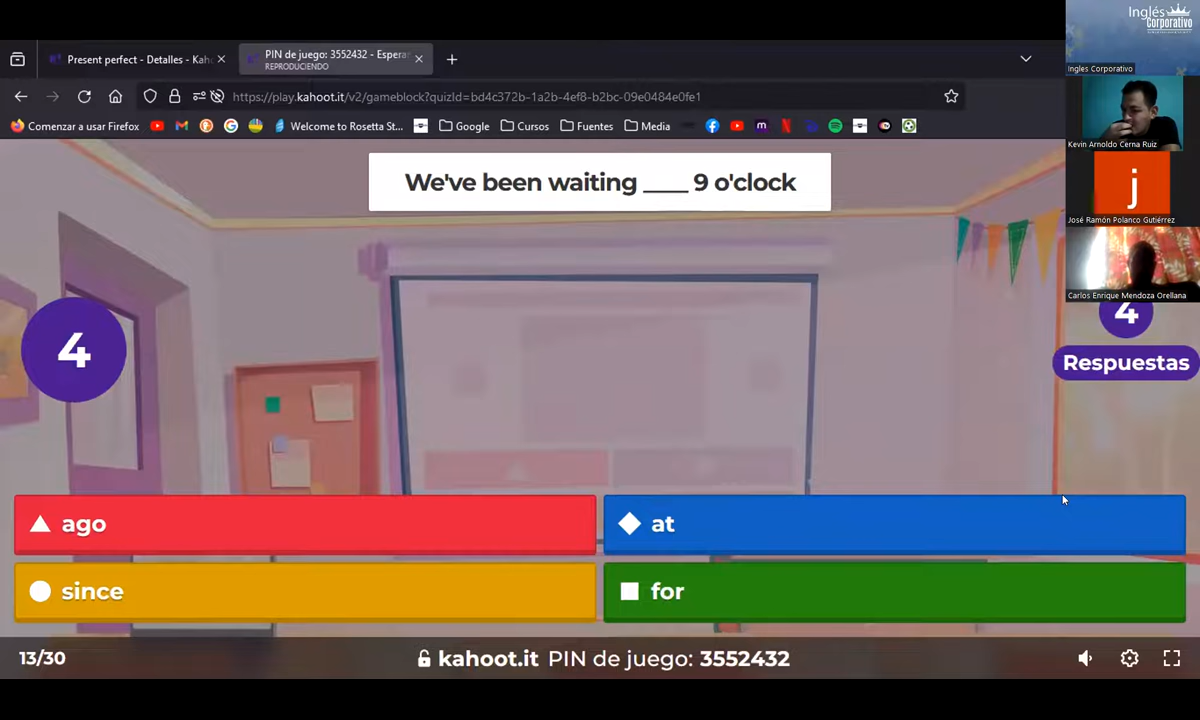 Present perfect - Detalles - Kah
PIN de juego: 3552432 - Espera
REPRODUCIENDO
https://play.kahoot.it/v2/gameblock?quizId=bd4c372b-1a2b-4ef8-b2bc-09e0484e0fe1
Comenzar a usar Firefox
Welcome to Rosetta St...
Google
Cursos
Fuentes
Media
Inglés
Corporativo
Ingles Corporativo
Kevin Arnoldo Cerna Ruiz
j
José Ramón Polanco Gutiérrez
Carlos Enrique Mendoza Orellana
We've been waiting ____ 9 o'clock
4
4
Respuestas
ago
at
since
for
13/30
kahoot.it PIN de juego: 3552432